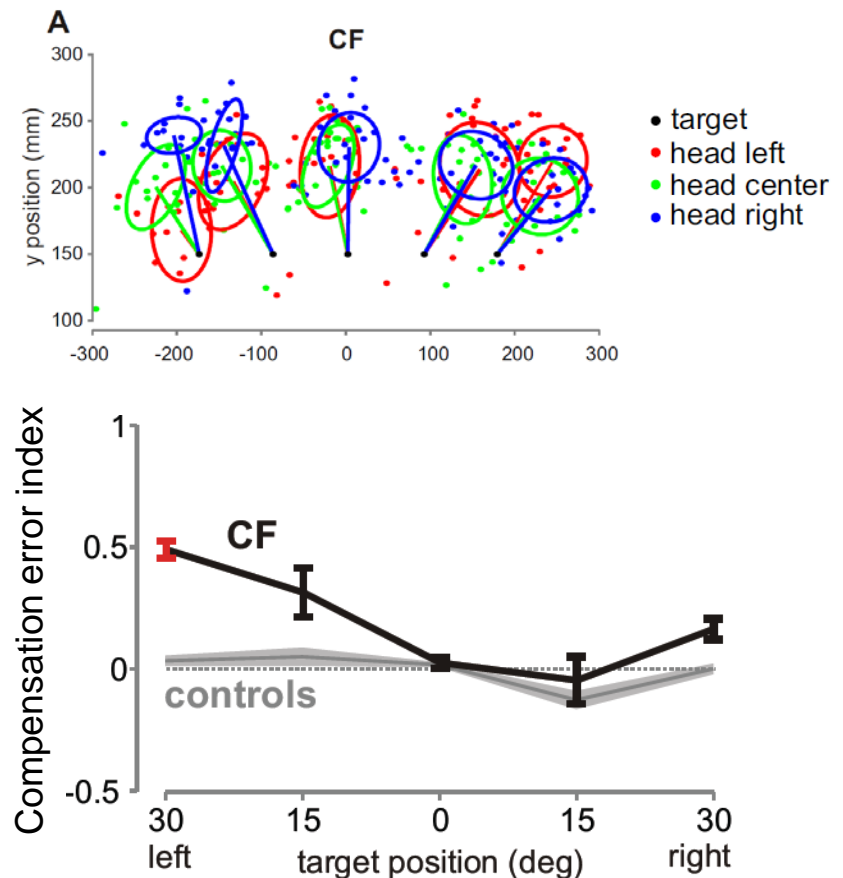 A
CF
300
250
200
150
100
y position (mm)
-300 -200 -100 0 100 200 300
target
head left
head center
head right
Compensation error index
1
0.5
0
-0.5
CF
controls
30 15 0 15 30
left target position (deg) right